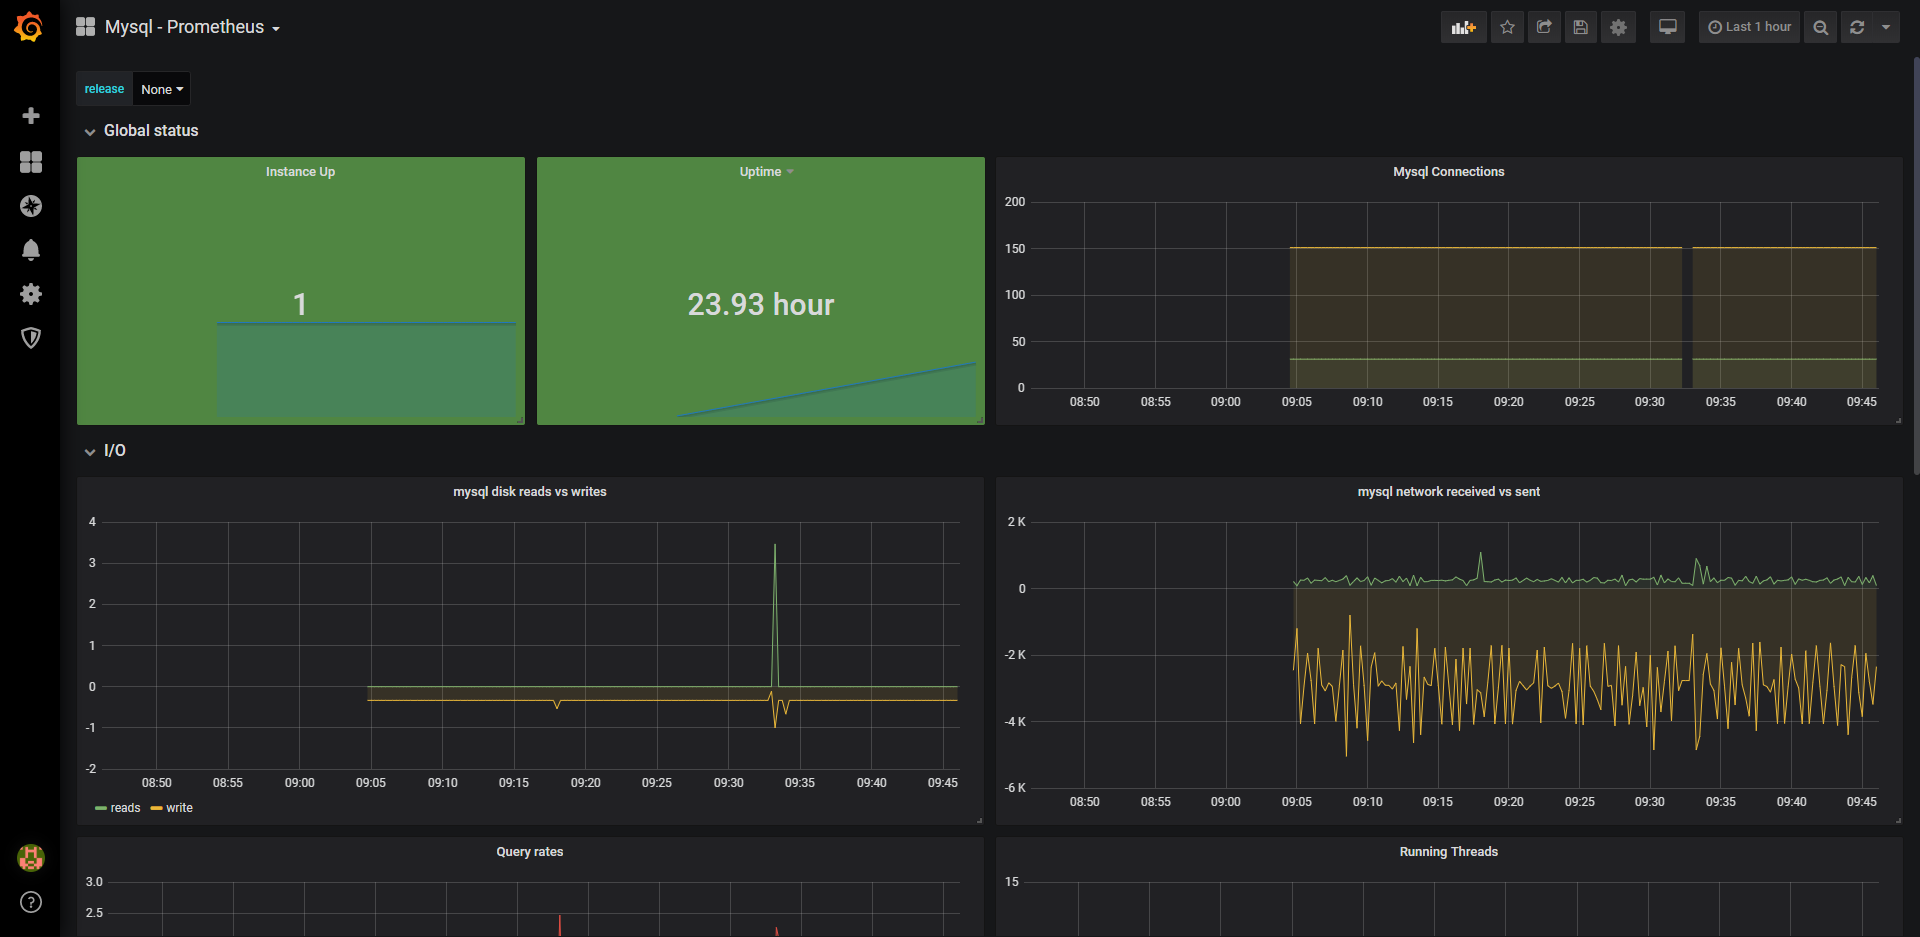 Mysql - Prometheus
Last 1 hour
release None
Global status
Instance Up
1
Uptime
23.93 hour
Mysql Connections
200
150
100
50
0
08:50 08:55 09:00 09:05 09:10 09:15 09:20 09:25 09:30 09:35 09:40 09:45
I/O
mysql disk reads vs writes
4
3
2
1
0
-1
-2
08:50 08:55 09:00 09:05 09:10 09:15 09:20 09:25 09:30 09:35 09:40 09:45
reads write
mysql network received vs sent
2 K
0
-2 K
-4 K
-6 K
08:50 08:55 09:00 09:05 09:10 09:15 09:20 09:25 09:30 09:35 09:40 09:45
Query rates
3.0
2.5
Running Threads
15